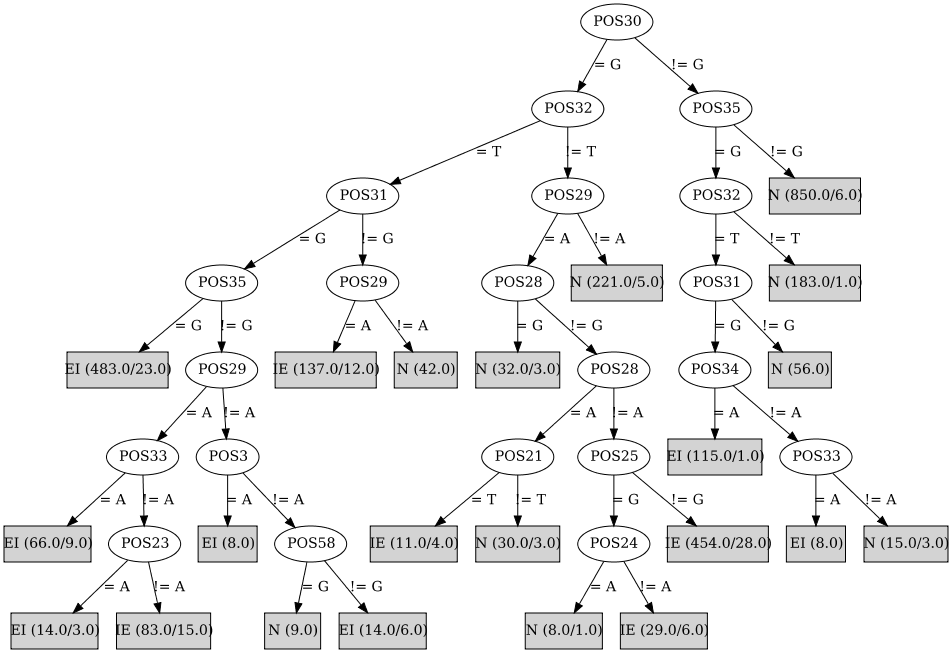 POS30
= G != G
POS32 POS35
= T != T = G != G
POS31 POS29 POS32 N (850.0/6.0)
= G != G = A != A = T != T
POS35 POS29 POS28 N (221.0/5.0) POS31 N (183.0/1.0)
= G != G = A != A = G != G = G != G
EI (483.0/23.0) POS29 IE (137.0/12.0) N (42.0) N (32.0/3.0) POS28 POS34 N (56.0)
= A != A = A != A = A != A
POS33 POS3 POS21 POS25 EI (115.0/1.0) POS33
= A != A = A != A = T != T = G != G = A != A
EI (66.0/9.0) POS23 EI (8.0) POS58 IE (11.0/4.0) N (30.0/3.0) POS24 IE (454.0/28.0) EI (8.0) N (15.0/3.0)
= A != A = G != G = A != A
EI (14.0/3.0) IE (83.0/15.0) N (9.0) EI (14.0/6.0) N (8.0/1.0) IE (29.0/6.0)